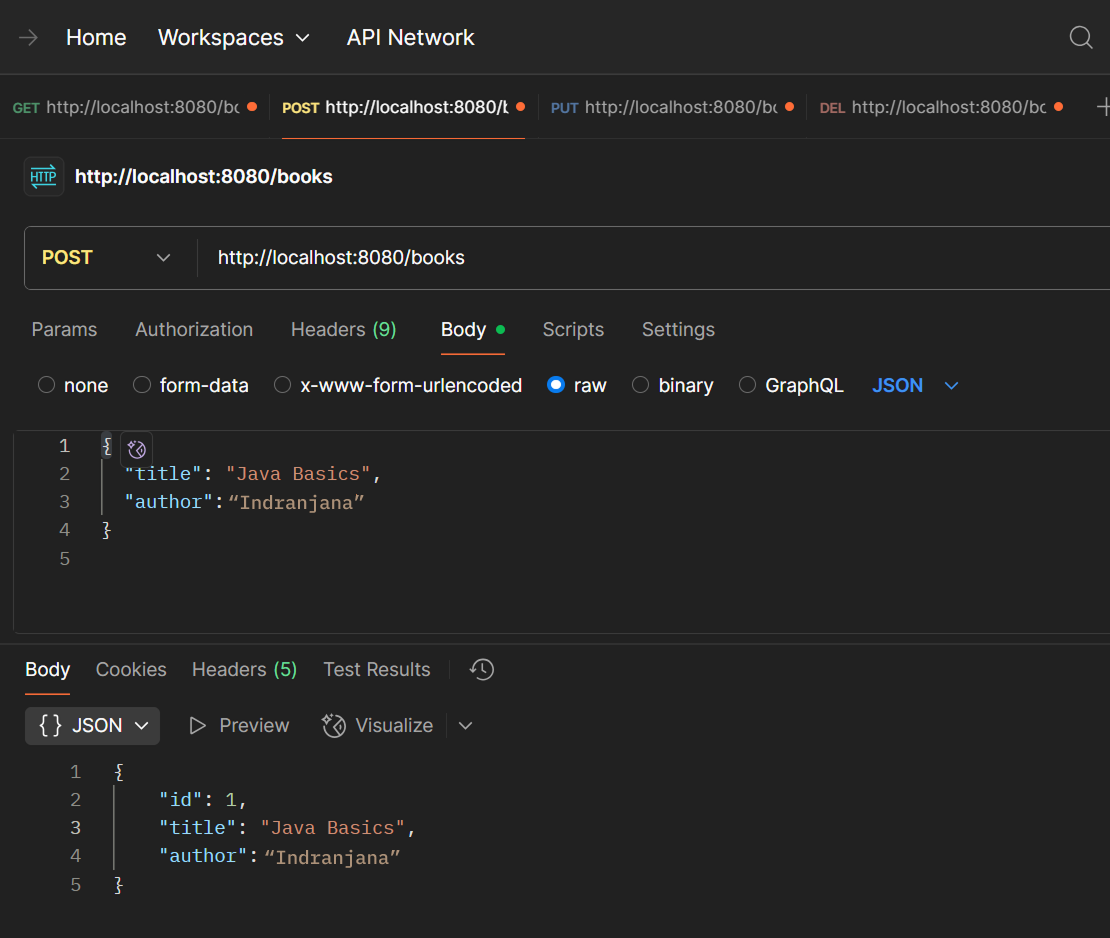 Home Workspaces API Network
GET http://localhost:8080/bo POST http://localhost:8080/b PUT http://localhost:8080/bo DEL http://localhost:8080/bo
HTTP http://localhost:8080/books
POST http://localhost:8080/books
Params Authorization Headers (9) Body Scripts Settings
none form-data x-www-form-urlencoded raw binary GraphQL JSON
1 {
2 "title": "Java Basics",
3 "author":“Indranjana”
4 }
5
Body Cookies Headers (5) Test Results
{} JSON Preview Visualize
1 {
2 "id": 1,
3 "title": "Java Basics",
4 "author":“Indranjana”
5 }